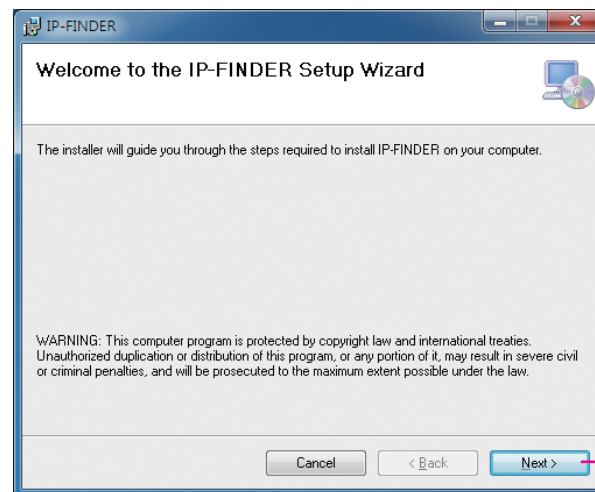 IP-FINDER
Welcome to the IP-FINDER Setup Wizard
The installer will guide you through the steps required to install IP-FINDER on your computer.
WARNING: This computer program is protected by copyright law and international treaties.
Unauthorized duplication or distribution of this program, or any portion of it, may result in severe civil
or criminal penalties, and will be prosecuted to the maximum extent possible under the law.
Cancel < Back Next >